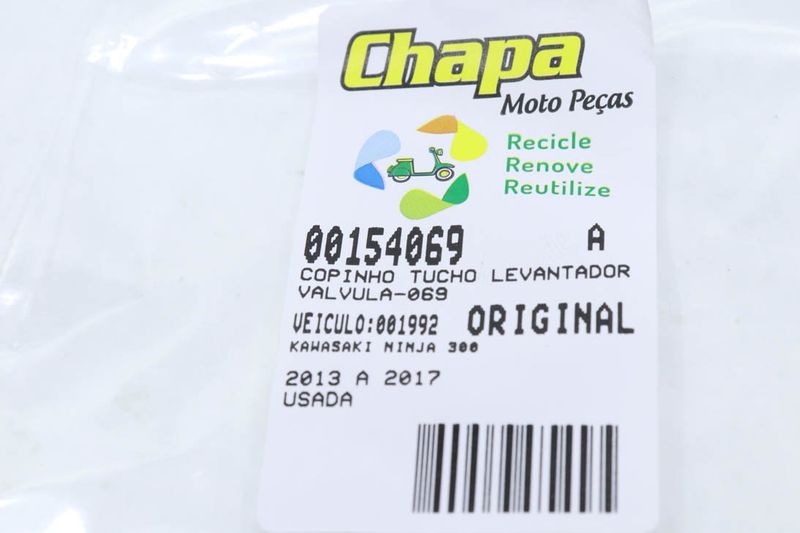 Chapa
Moto Peças
Recicle
Renove
Reutilize
00154069 A
COPINHO TUCHO LEVANTADOR
VALVULA-069
VEICULO:001992 ORIGINAL
KAWASAKI NINJA 300
2013 A 2017
USADA